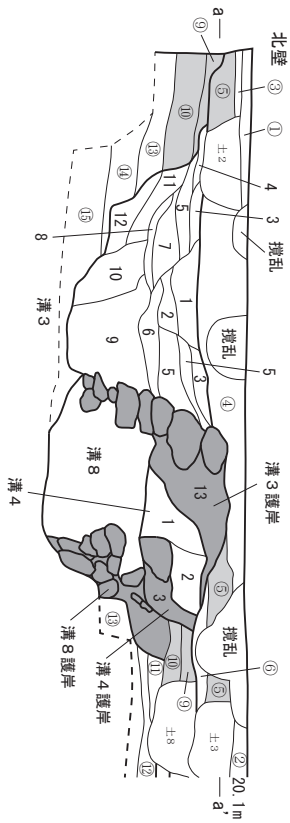 北壁
a
a'
20.1m
③
①
⑨
⑤
⑩
⑬
⑭
⑮
土2
撹乱
4
3
5
11
12
8
7
10
9
6
2
1
5
3
5
撹乱
④
溝3
溝8
溝4
13
1
2
3
溝3護岸
溝4護岸
溝8護岸
⑬
⑤
撹乱
⑥
⑤
②
⑩
⑨
⑪
⑫
土8
土3